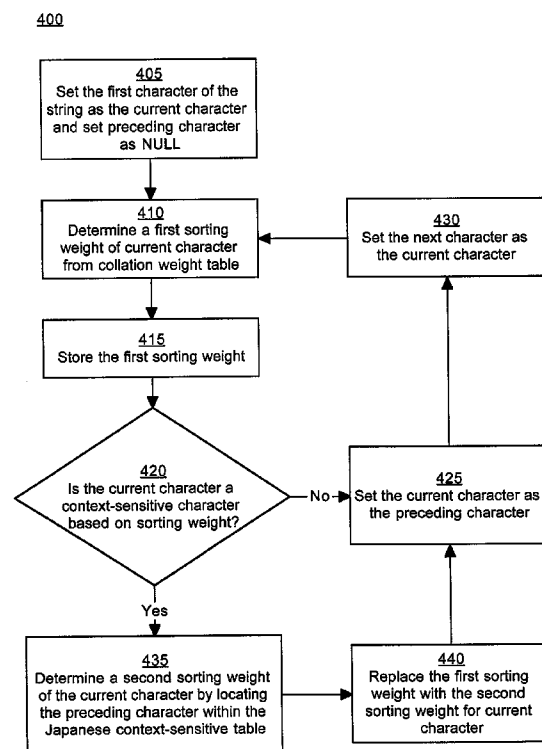 400
405
Set the first character of the
string as the current character
and set preceding character
as NULL
410
Determine a first sorting
weight of current character
from collation weight table
430
Set the next character as
the current character
415
Store the first sorting weight
420
Is the current character a
context-sensitive character
based on sorting weight?
No
425
Set the current character as
the preceding character
Yes
435
Determine a second sorting weight
of the current character by locating
the preceding character within the
Japanese context-sensitive table
440
Replace the first sorting
weight with the second
sorting weight for current
character